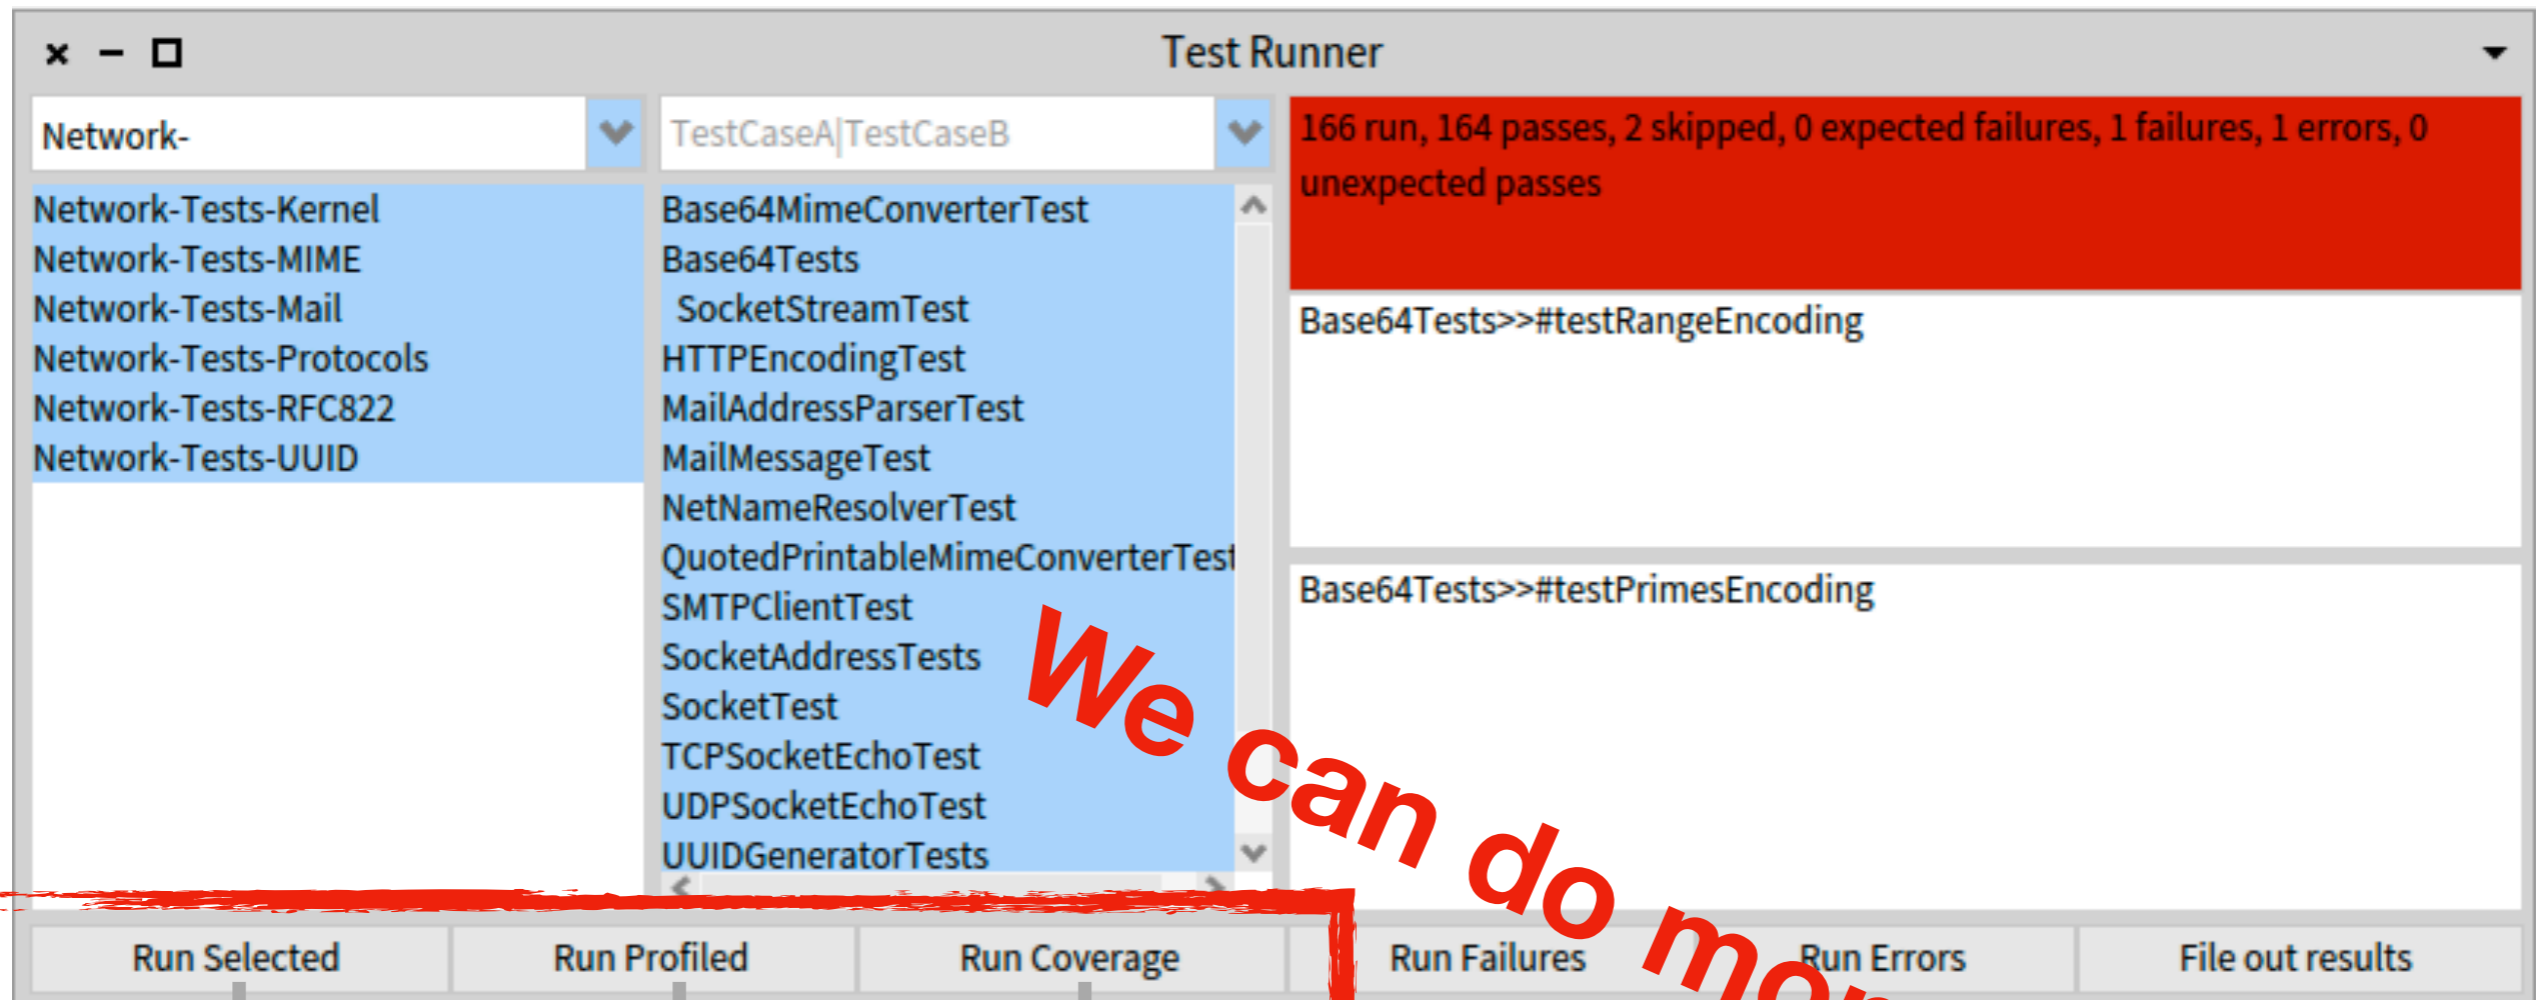 Test Runner
Network-
TestCaseA|TestCaseB
166 run, 164 passes, 2 skipped, 0 expected failures, 1 failures, 1 errors, 0
unexpected passes
Network-Tests-Kernel
Network-Tests-MIME
Network-Tests-Mail
Network-Tests-Protocols
Network-Tests-RFC822
Network-Tests-UUID
Base64MimeConverterTest
Base64Tests
SocketStreamTest
HTTPEncodingTest
MailAddressParserTest
MailMessageTest
NetNameResolverTest
QuotedPrintableMimeConverterTest
SMTPClientTest
SocketAddressTests
SocketTest
TCPSocketEchoTest
UDPSocketEchoTest
UUIDGeneratorTests
Base64Tests>>#testRangeEncoding
Base64Tests>>#testPrimesEncoding
We can do
Run Selected
Run Profiled
Run Coverage
Run Failures
Run Errors
File out results